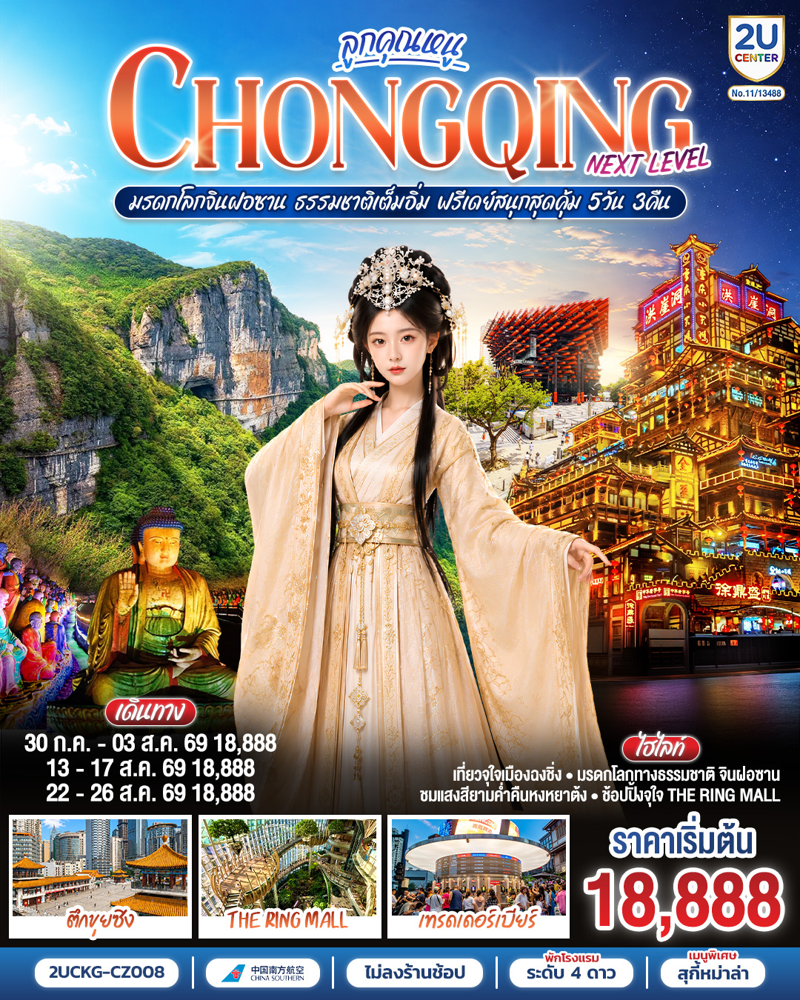 ลูกคุณหนู
CHONGQING
NEXT LEVEL
2U
CENTER
No.11/13488
มรดกโลกจินฝอซาน ธรรมชาติเต็มอิ่ม ฟรีเดย์สนุกสุดคุ้ม 5วัน 3คืน
洪崖洞
洪崖洞
徐鼎盛
เดินทาง
30 ก.ค. - 03 ส.ค. 69 18,888
13 - 17 ส.ค. 69 18,888
22 - 26 ส.ค. 69 18,888
ไฮไลท์
เที่ยวจุใจเมืองฉงชิ่ง • มรดกโลกทางธรรมชาติ จินฝอซาน
ชมแสงสียามค่ำคืนหงหยาต้ง • ช้อปปิ้งจุใจ THE RING MALL
ตึกขุยซิง
THE RING MALL
เทรดเดอร์เบียร์
ราคาเริ่มต้น
18,888
2UCKG-CZ008
中国南方航空
CHINA SOUTHERN
ไม่ลงร้านช้อป
พักโรงแรม
ระดับ 4 ดาว
เมนูพิเศษ
สุกี้หม่าล่า